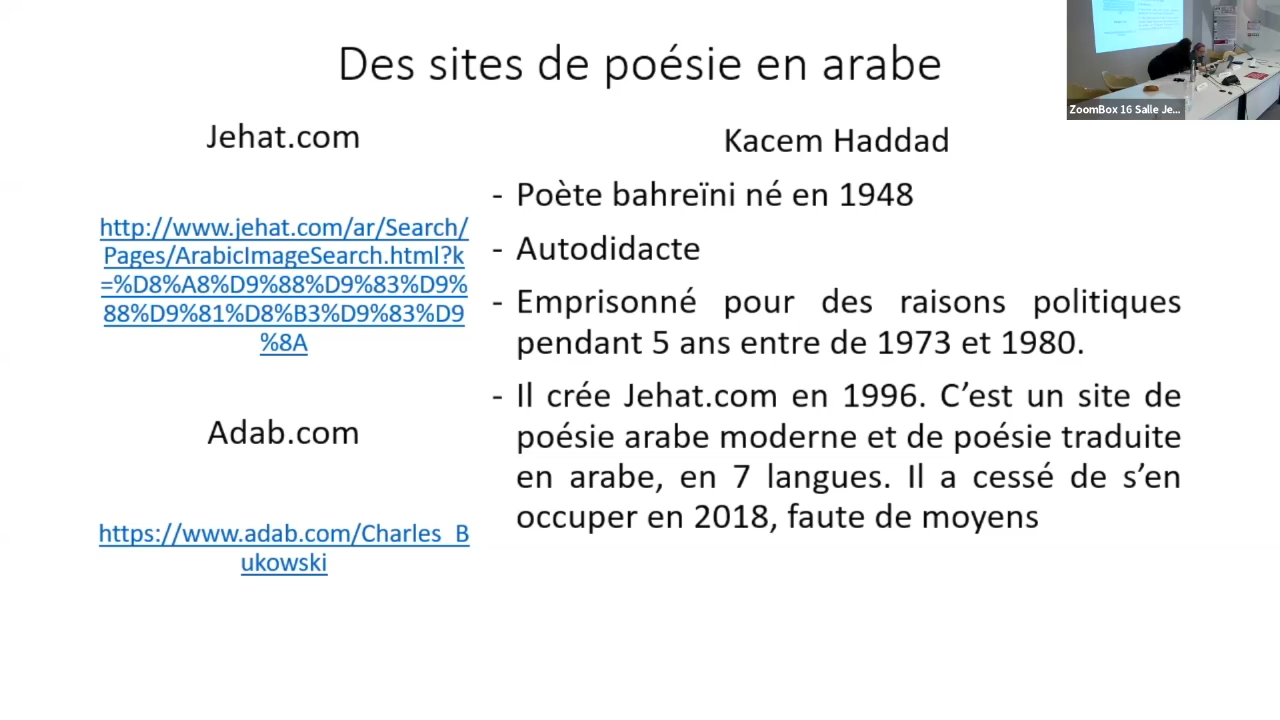 Des sites de poésie en arabe
Jehat.com
http://www.jehat.com/ar/Search/
Pages/ArabicImageSearch.html?k
=%D8%A8%D9%88%D9%83%D9%
88%D9%81%D8%B3%D9%83%D9
%8A
Adab.com
https://www.adab.com/Charles_B
ukowski
Kacem Haddad
- Poète bahreïni né en 1948
- Autodidacte
- Emprisonné pour des raisons politiques
pendant 5 ans entre de 1973 et 1980.
- Il crée Jehat.com en 1996. C’est un site de
poésie arabe moderne et de poésie traduite
en arabe, en 7 langues. Il a cessé de s’en
occuper en 2018, faute de moyens
ZoomBox 16 Salle Je...